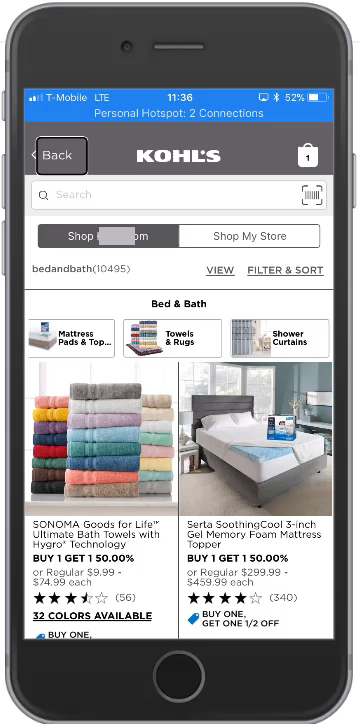 T-Mobile LTE 11:36 52%
Personal Hotspot: 2 Connections
Back KOHL'S 1
Search
Shop om Shop My Store
bedandbath(10495) VIEW FILTER & SORT
Bed & Bath
Mattress
Pads & Top...
Towels
& Rugs
Shower
Curtains
SONOMA Goods for Life™
Ultimate Bath Towels with
Hygro® Technology
BUY 1 GET 1 50.00%
or Regular $9.99 -
$74.99 each
(56)
32 COLORS AVAILABLE
BUY ONE,
Serta SoothingCool 3-inch
Gel Memory Foam Mattress
Topper
BUY 1 GET 1 50.00%
or Regular $299.99 -
$459.99 each
(340)
BUY ONE,
GET ONE 1/2 OFF